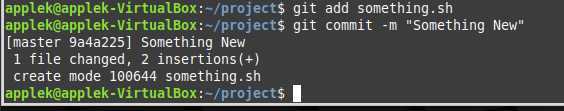 applek@applek-VirtualBox:~/project$ git add something.sh
applek@applek-VirtualBox:~/project$ git commit -m "Something New"
[master 9a4a225] Something New
 1 file changed, 2 insertions(+)
 create mode 100644 something.sh
applek@applek-VirtualBox:~/project$